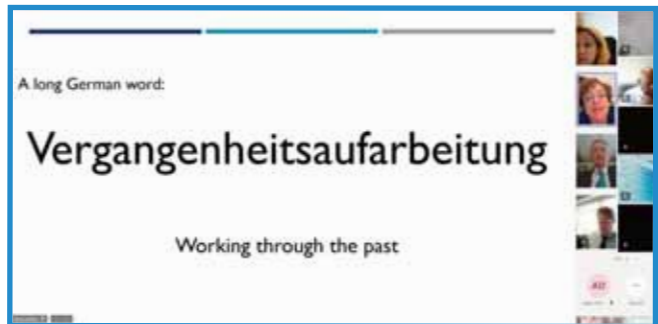 A long German word:
Vergangenheitsaufarbeitung
Working through the past